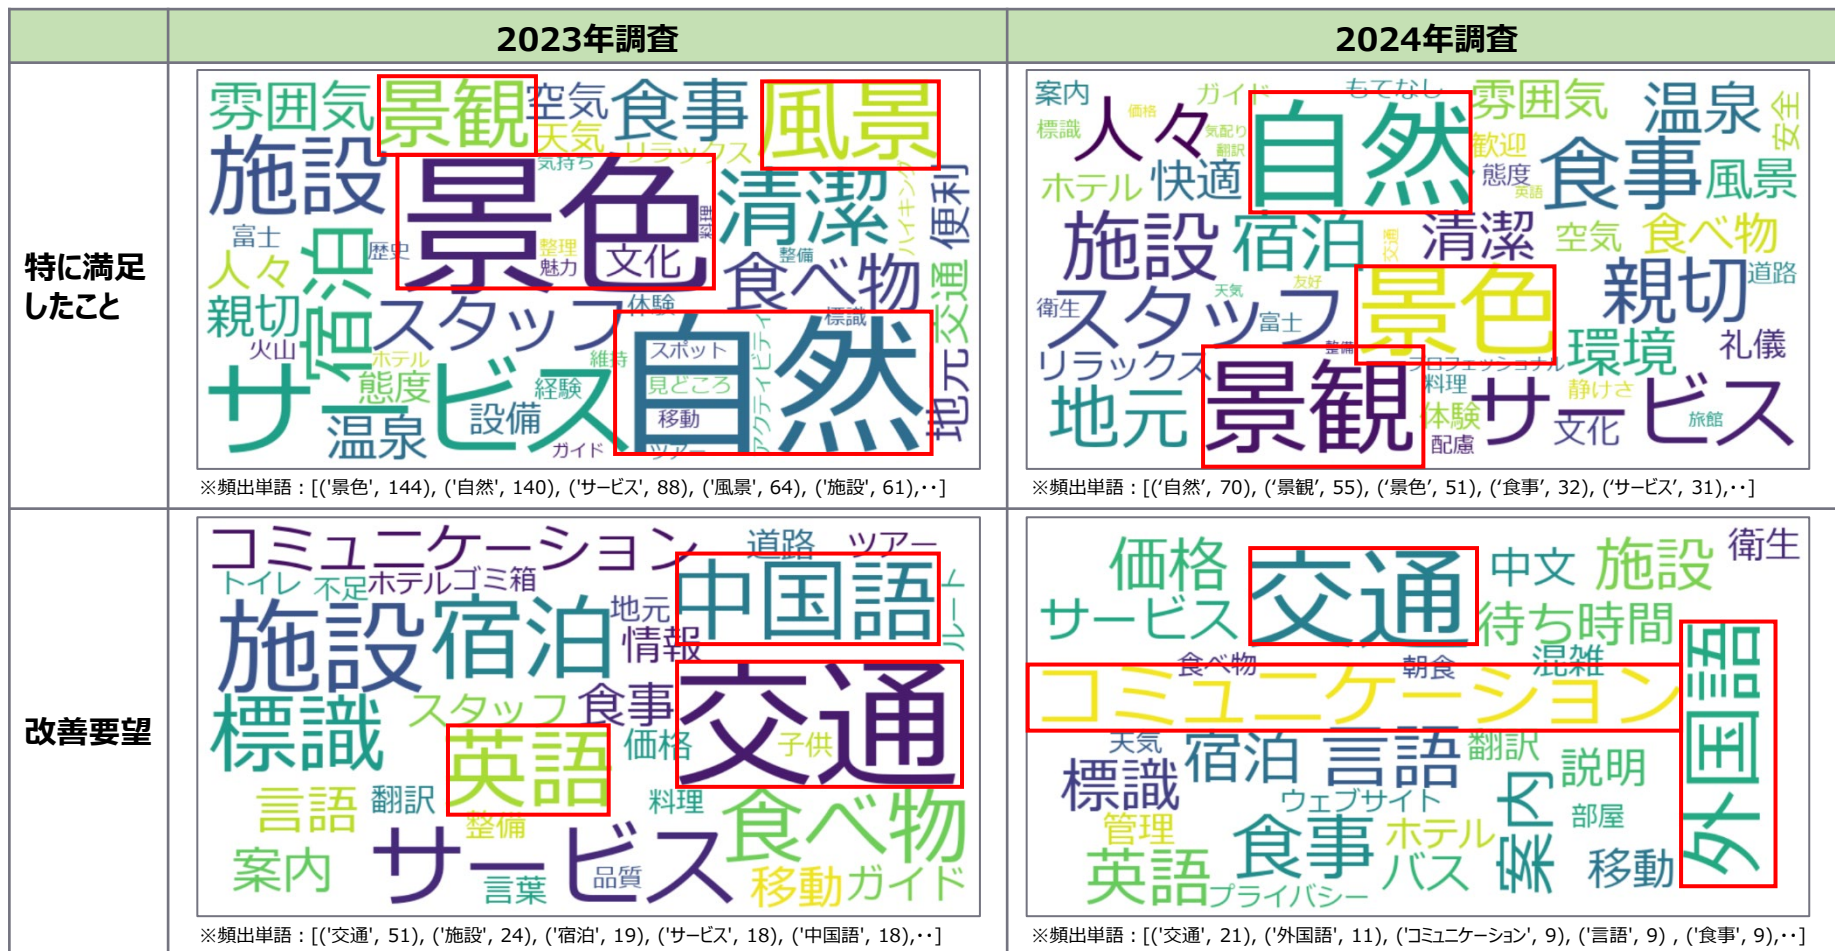 2023年調査
2024年調査
特に満足
したこと
雰囲気
景観
空気
食事
風景
天気
リラックス
気持ち
施設
景色
清潔
ハイキング
便利
富士
歴史
料理
整理
魅力
文化
整備
人々
宿泊
食べ物
親切
スタッフ
体験
標識
交通
火山
ホテル
維持
自然
スポット
見どころ
アクティビティ
サービス
態度
経験
移動
地元
温泉
設備
ガイド
ツアー
※頻出単語：[('景色', 144), ('自然', 140), ('サービス', 88), ('風景', 64), ('施設', 61),‥]
案内
価格
ガイド
もてなし
雰囲気
温泉
安全
標識
人々
気配り
翻訳
自然
歓迎
食事
ホテル
快適
態度
英語
風景
施設
宿泊
交通
清潔
空気
食べ物
衛生
スタッフ
天気
友好
富士
景色
親切
道路
リラックス
整備
プロフェッショナル
環境
礼儀
地元
景観
料理
体験
配慮
サービス
静けさ
文化
旅館
※頻出単語：[('自然', 70), ('景観', 55), ('景色', 51), ('食事', 32), ('サービス', 31),‥]
改善要望
コミュニケーション
道路
ツアー
トイレ
不足
ホテル
ゴミ箱
中国語
ルート
施設
宿泊
地元
情報
標識
スタッフ
食事
交通
英語
価格
子供
言語
翻訳
整備
料理
食べ物
案内
サービス
言葉
品質
移動
ガイド
※頻出単語：[('交通', 51), ('施設', 24), ('宿泊', 19), ('サービス', 18), ('中国語', 18),‥]
価格
交通
中文
施設
衛生
サービス
待ち時間
外国語
食べ物
朝食
混雑
コミュニケーション
天気
宿泊
言語
翻訳
説明
標識
ウェブサイト
案内
部屋
管理
食事
ホテル
英語
プライバシー
バス
移動
※頻出単語：[('交通', 21), ('外国語', 11), ('コミュニケーション', 9), ('言語', 9) , ('食事', 9),‥]